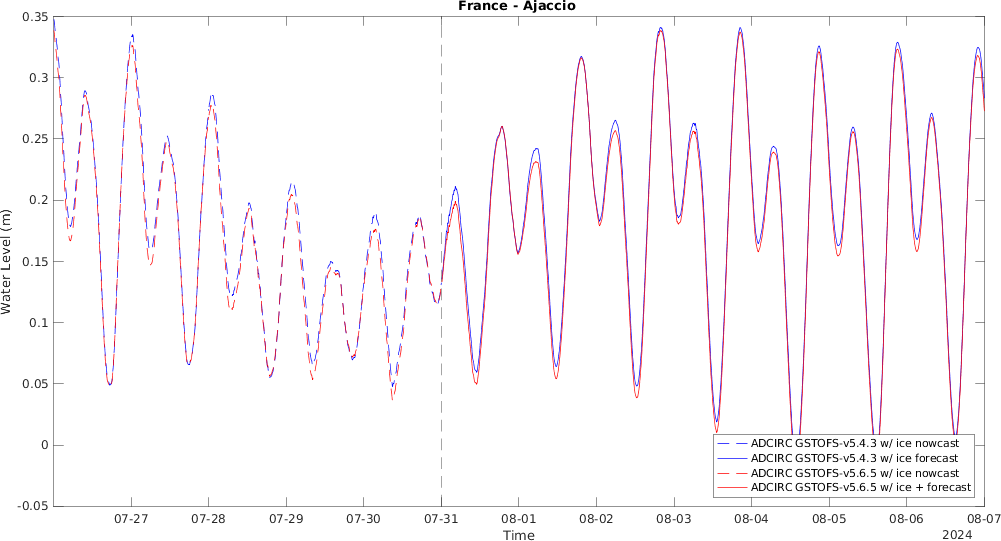 France - Ajaccio
0.35
0.3
0.25
0.2
0.15
0.1
0.05
0
-0.05
Water Level (m)
07-27 07-28 07-29 07-30 07-31 08-01 08-02 08-03 08-04 08-05 08-06 08-07
Time
2024
ADCIRC GSTOFS-v5.4.3 w/ ice nowcast
ADCIRC GSTOFS-v5.4.3 w/ ice forecast
ADCIRC GSTOFS-v5.6.5 w/ ice nowcast
ADCIRC GSTOFS-v5.6.5 w/ ice + forecast